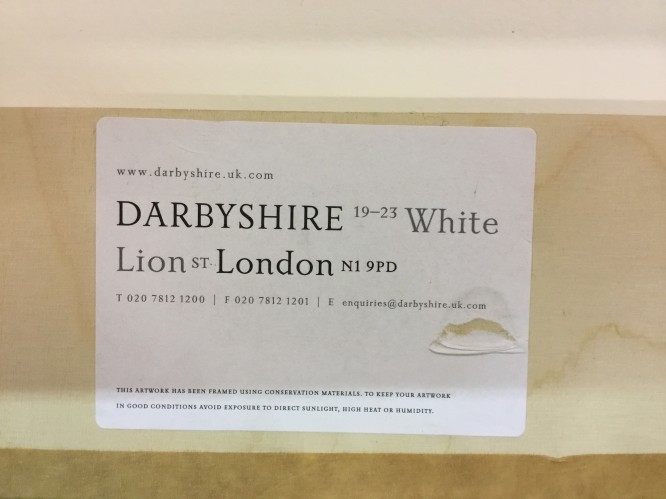 www.darbyshire.uk.com
DARBYSHIRE 19–23 White
Lion ST. London N1 9PD
T 020 7812 1200 | F 020 7812 1201 | E enquiries@darbyshire.uk.com
THIS ARTWORK HAS BEEN FRAMED USING CONSERVATION MATERIALS. TO KEEP YOUR ARTWORK
IN GOOD CONDITIONS AVOID EXPOSURE TO DIRECT SUNLIGHT, HIGH HEAT OR HUMIDITY.